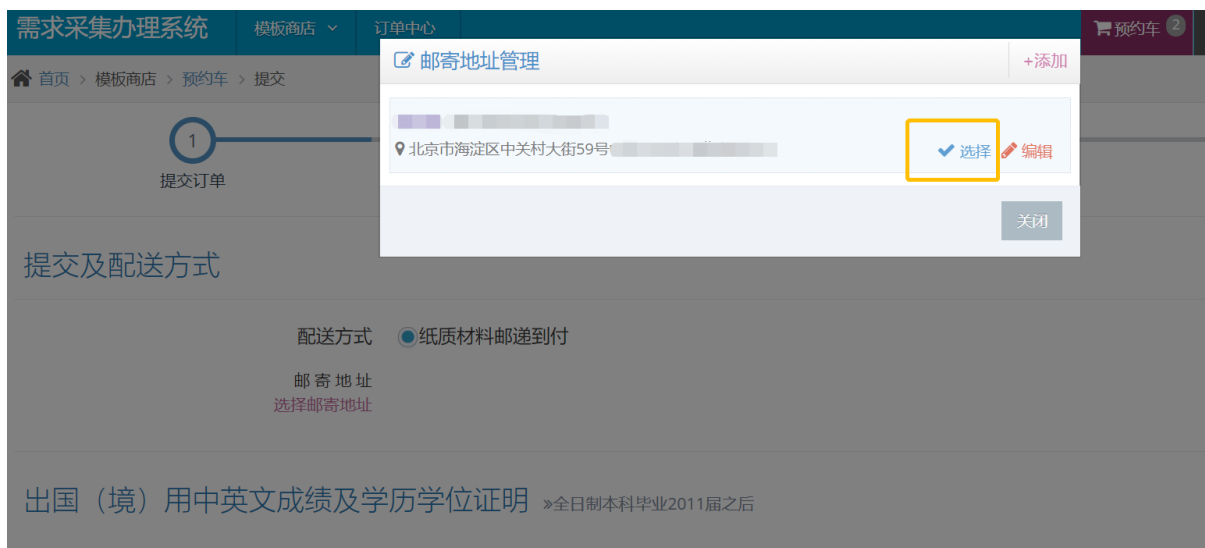 需求采集办理系统 模板商店 订单中心 预约车 2
首页 > 模板商店 > 预约车 > 提交
邮寄地址管理 +添加
北京市海淀区中关村大街59号
选择 编辑
关闭
1
提交订单
提交及配送方式
配送方式 纸质材料邮递到付
邮寄地址
选择邮寄地址
出国（境）用中英文成绩及学历学位证明 »全日制本科毕业2011届之后